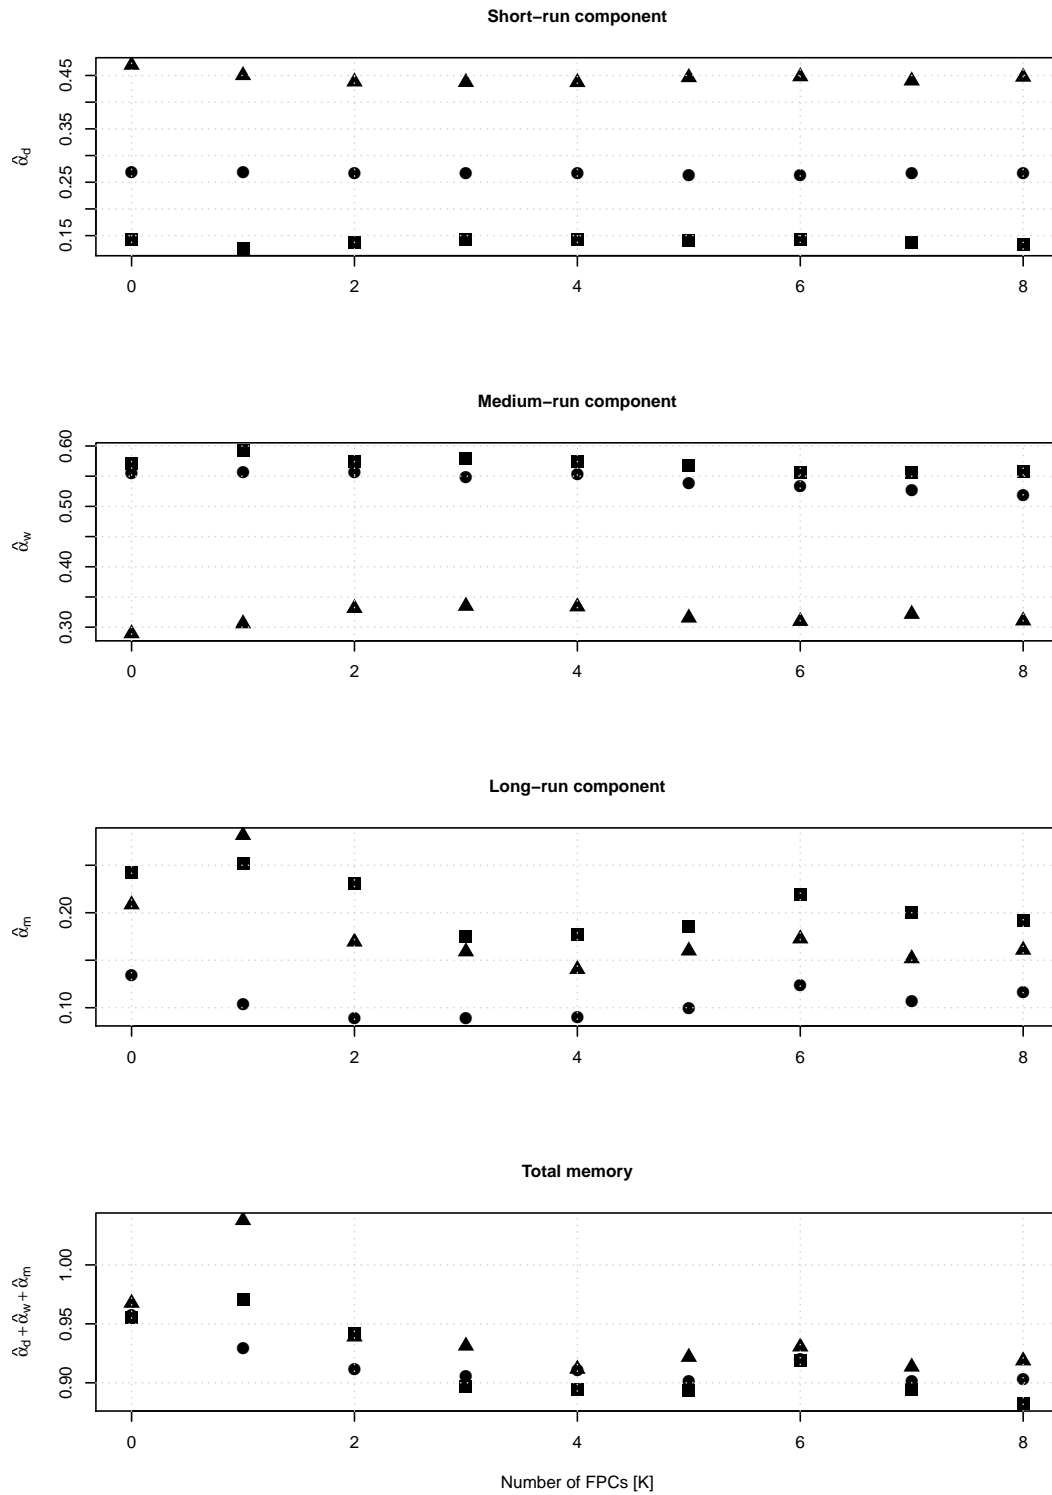 Short−run component
α̂d
0.15 0.25 0.35 0.45
0 2 4 6 8
Medium−run component
α̂w
0.30 0.40 0.50 0.60
0 2 4 6 8
Long−run component
α̂m
0.10 0.20
0 2 4 6 8
Total memory
α̂d + α̂w + α̂m
0.90 0.95 1.00
0 2 4 6 8
Number of FPCs [K]